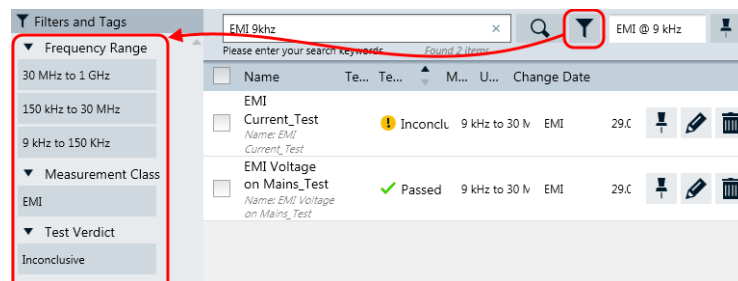 Filters and Tags
Frequency Range
30 MHz to 1 GHz
150 kHz to 30 MHz
9 kHz to 150 KHz
Measurement Class
EMI
Test Verdict
Inconclusive
EMI 9khz
×
EMI @ 9 kHz
Please enter your search keywords
Found 2 items
Name Te... Te... M... U... Change Date
EMI
Current_Test
Name: EMI
Current_Test
Inconclu 9 kHz to 30 M EMI 29.0
EMI Voltage
on Mains_Test
Name: EMI Voltage
on Mains_Test
Passed 9 kHz to 30 M EMI 29.0